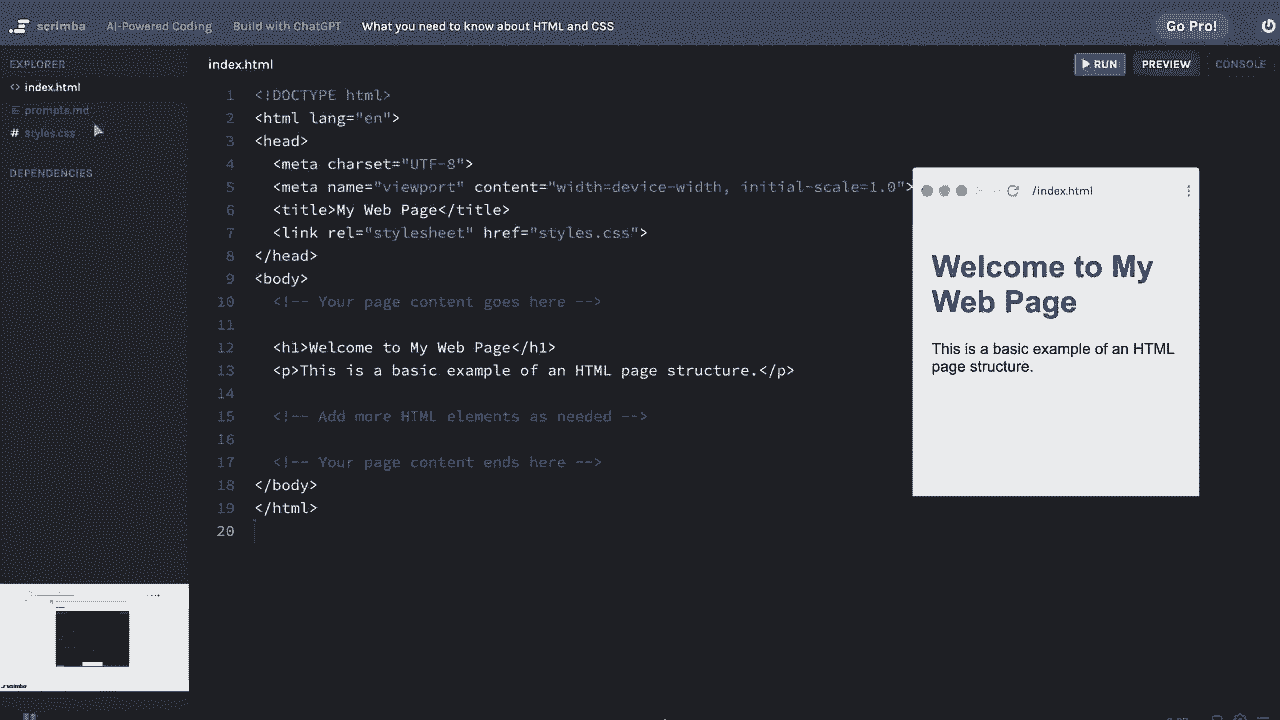 scrimba AI-Powered Coding Build with ChatGPT What you need to know about HTML and CSS Go Pro!
EXPLORER
index.html
prompts.md
styles.css
DEPENDENCIES
index.html
RUN PREVIEW CONSOLE
1 <!DOCTYPE html>
2 <html lang="en">
3 <head>
4 <meta charset="UTF-8">
5 <meta name="viewport" content="width=device-width, initial-scale=1.0">
6 <title>My Web Page</title>
7 <link rel="stylesheet" href="styles.css">
8 </head>
9 <body>
10 <!-- Your page content goes here -->
11
12 <h1>Welcome to My Web Page</h1>
13 <p>This is a basic example of an HTML page structure.</p>
14
15 <!-- Add more HTML elements as needed -->
16
17 <!-- Your page content ends here -->
18 </body>
19 </html>
20
/index.html
Welcome to My
Web Page
This is a basic example of an HTML
page structure.
scrimba